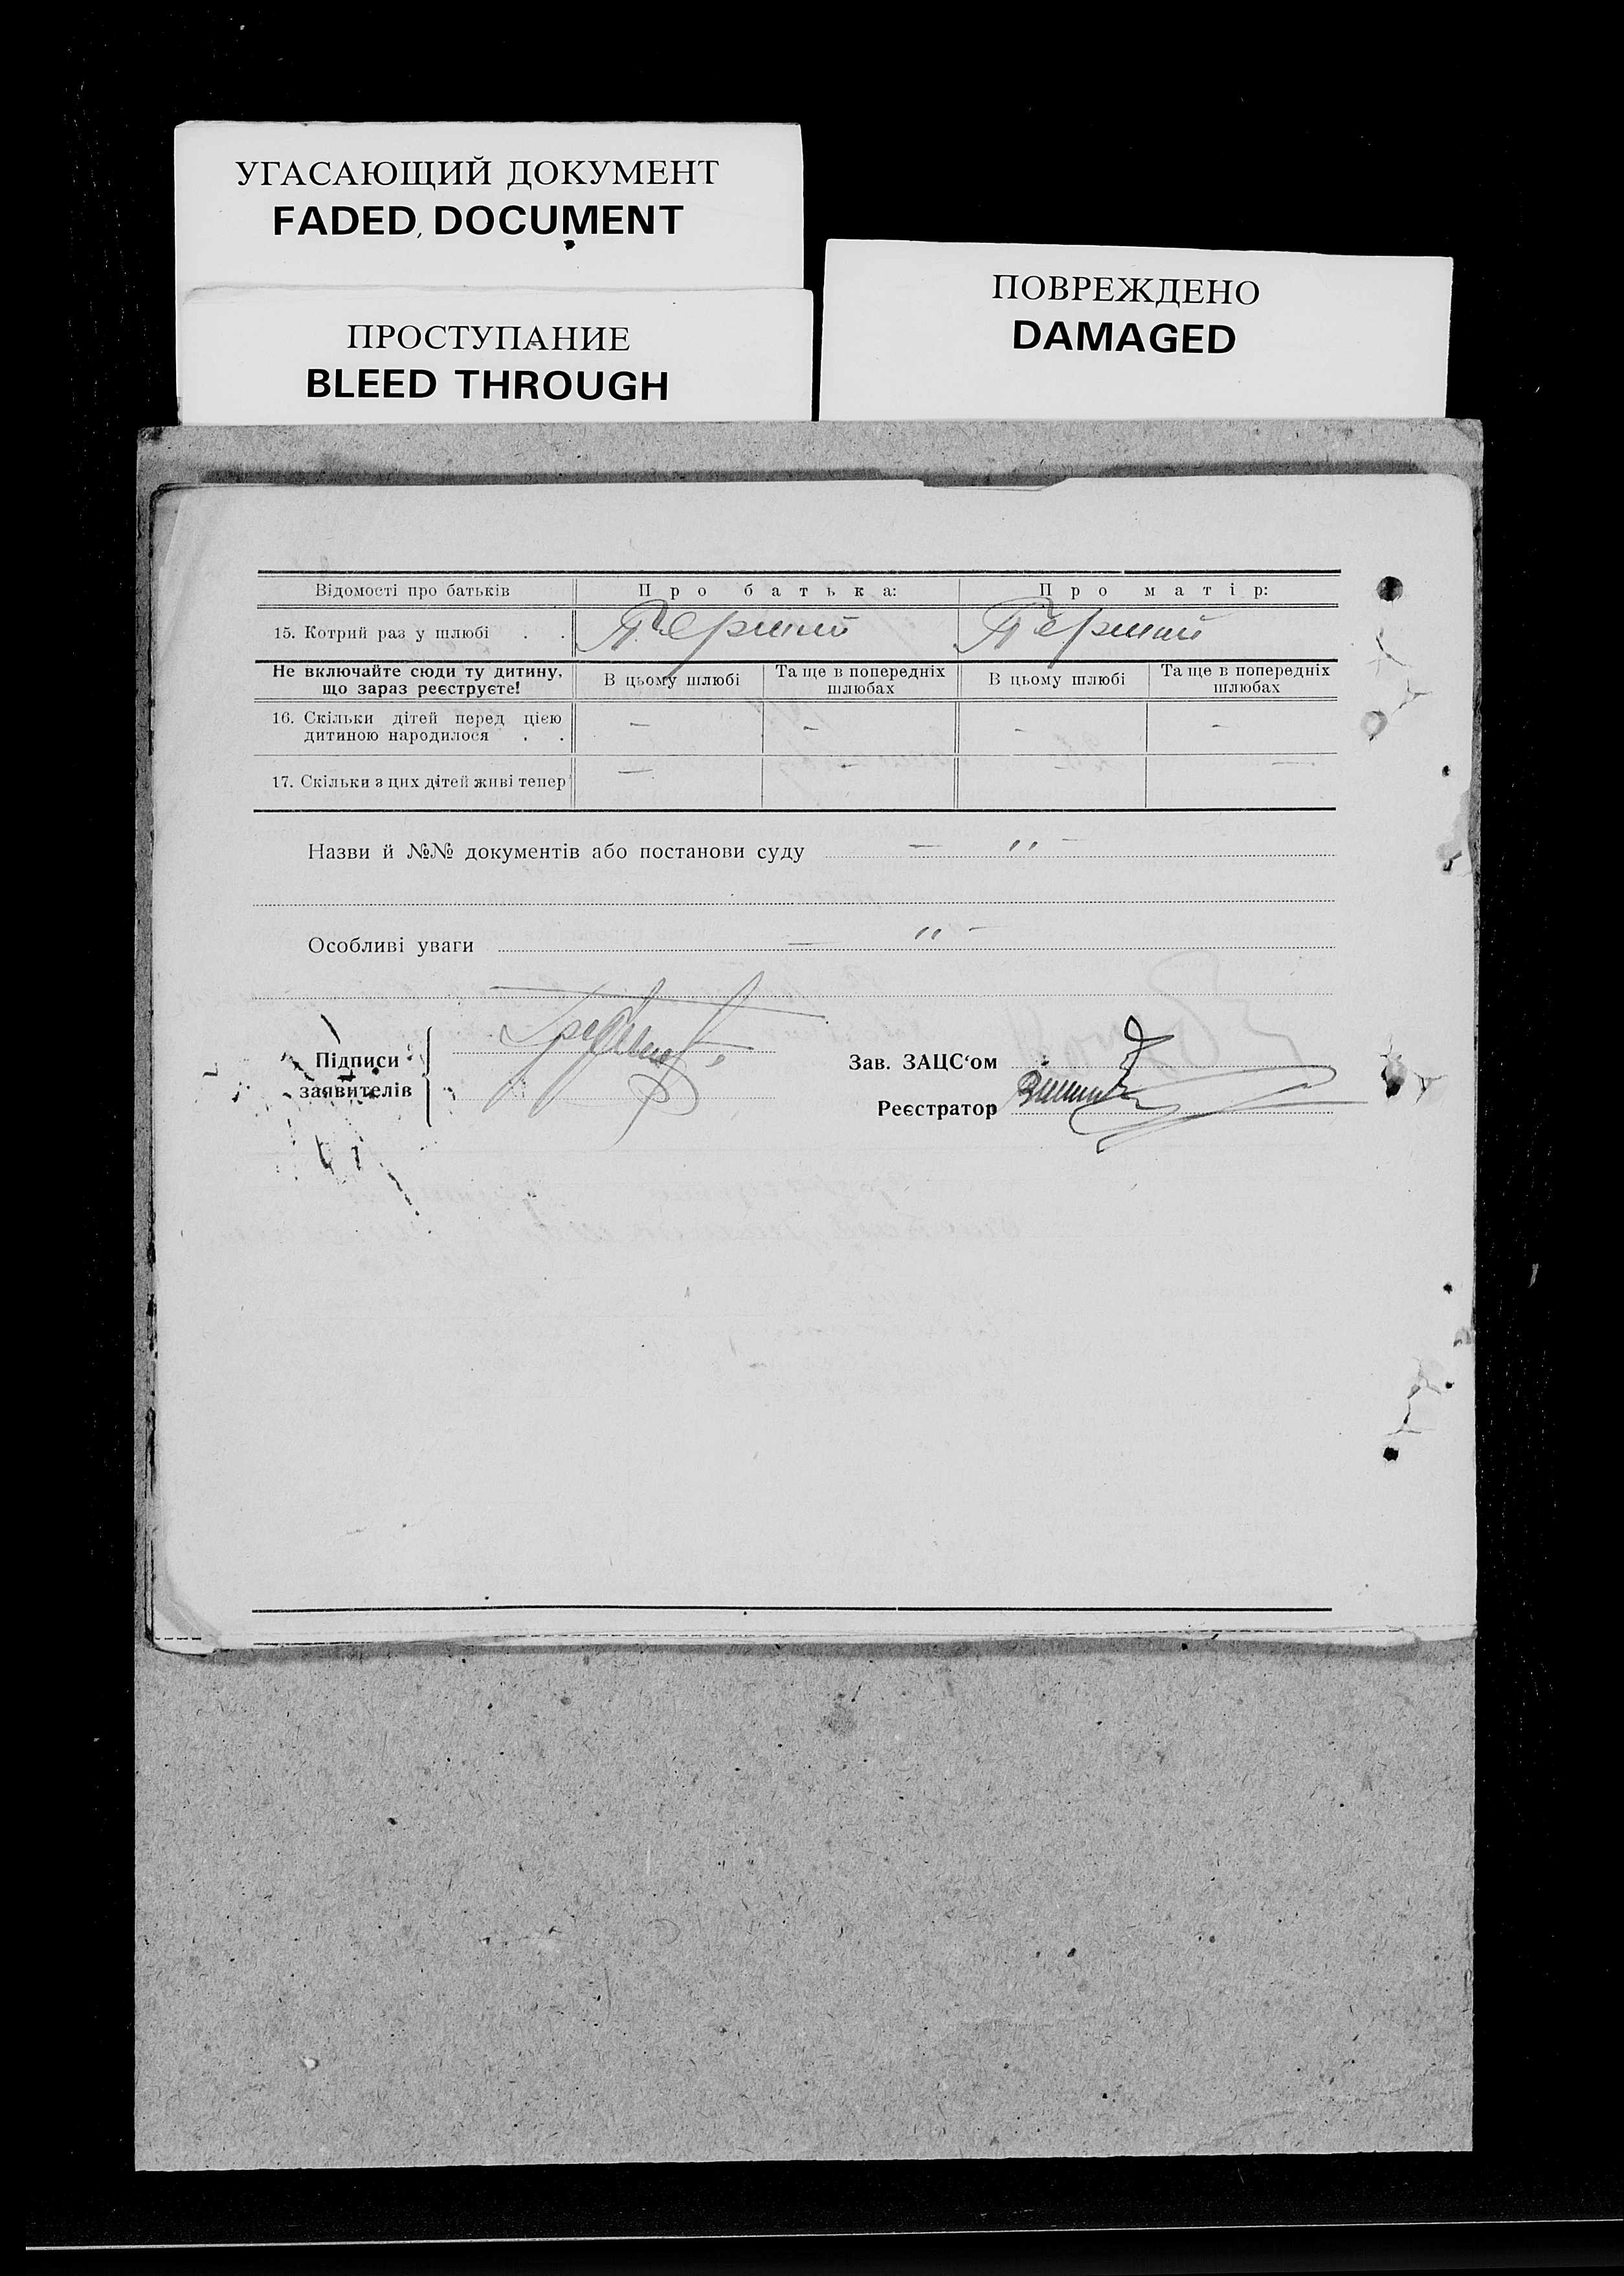 УГАСАЮЩИЙ ДОКУМЕНТ
FADED DOCUMENT
ПРОСТУПАНИЕ
BLEED THROUGH
ПОВРЕЖДЕНО
DAMAGED
Відомості про батьків Про батька: Про матір:
15. Котрий раз у шлюбі . . Перший Перший
Не включайте сюди ту дитину, що зараз реєструєте! В цьому шлюбі Та ще в попередніх шлюбах В цьому шлюбі Та ще в попередніх шлюбах
16. Скільки дітей перед цією дитиною народилося . . — — — —
17. Скільки з цих дітей живі тепер — — —
Назви й №№ документів або постанови суду — ,, —
Особливі уваги — ,, —
Підписи заявителів
Зав. ЗАЦС‘ом
Реєстратор